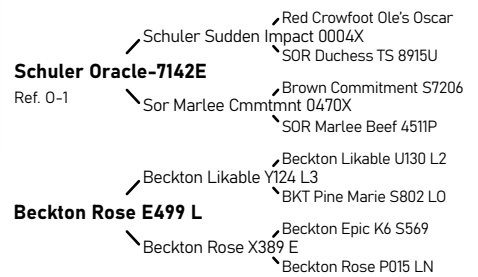 Red Crowfoot Ole's Oscar
Schuler Sudden Impact 0004X
SOR Duchess TS 8915U
Schuler Oracle-7142E
Ref. O-1
Brown Commitment S7206
Sor Marlee Cmmtmnt 0470X
SOR Marlee Beef 4511P
Beckton Likable U130 L2
Beckton Likable Y124 L3
BKT Pine Marie S802 LO
Beckton Rose E499 L
Beckton Epic K6 S569
Beckton Rose X389 E
Beckton Rose P015 LN